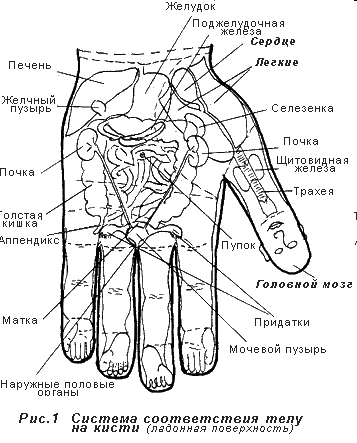 Желудок
Поджелудочная
железа
Сердце
Легкие
Печень
Желчный
пузырь
Селезенка
Почка
Почка
Щитовидная
железа
Трахея
Толстая
кишка
Аппендикс
Пупок
Головной мозг
Матка
Придатки
Мочевой пузырь
Наружные половые
органы
Рис.1 Система соответствия телу
на кисти (ладонная поверхность)